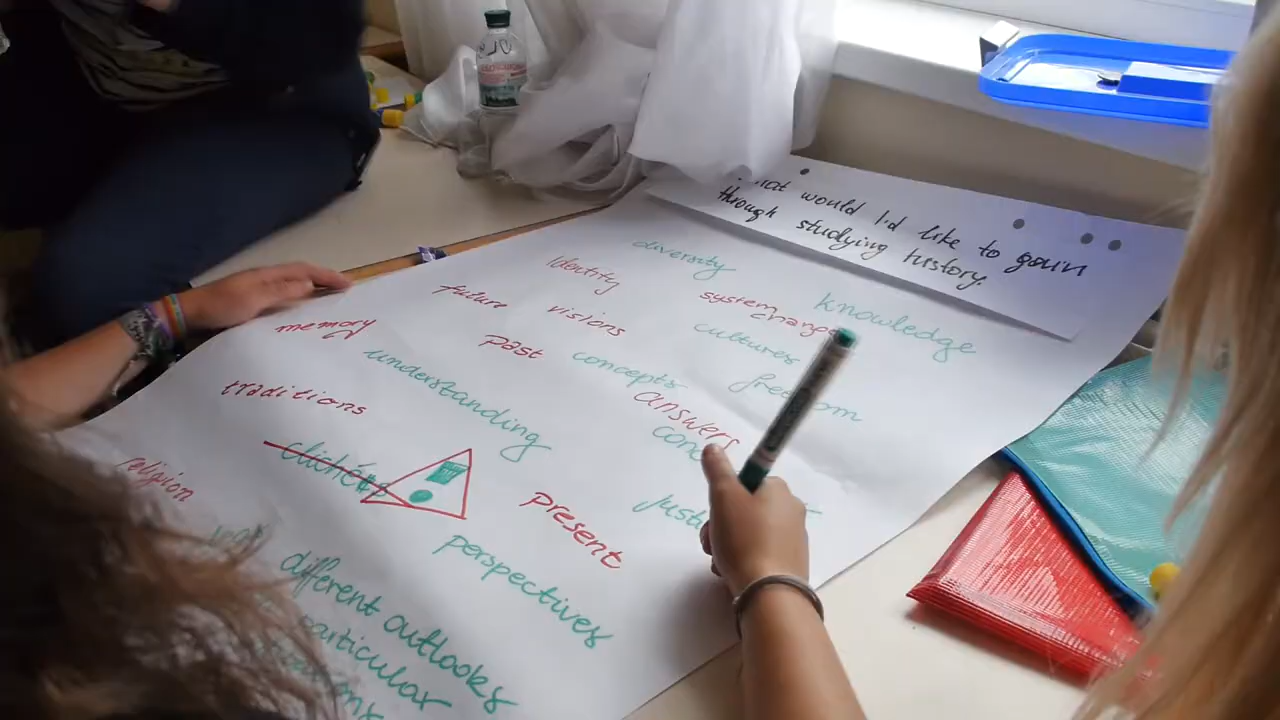 would I'd like to gain
through studying history.
diversity
Identity
system
change
knowledge
future
visions
cultures
memory
past
concepts
freedom
understanding
answers
traditions
clichés
religion
present
perspectives
different outlooks
particular